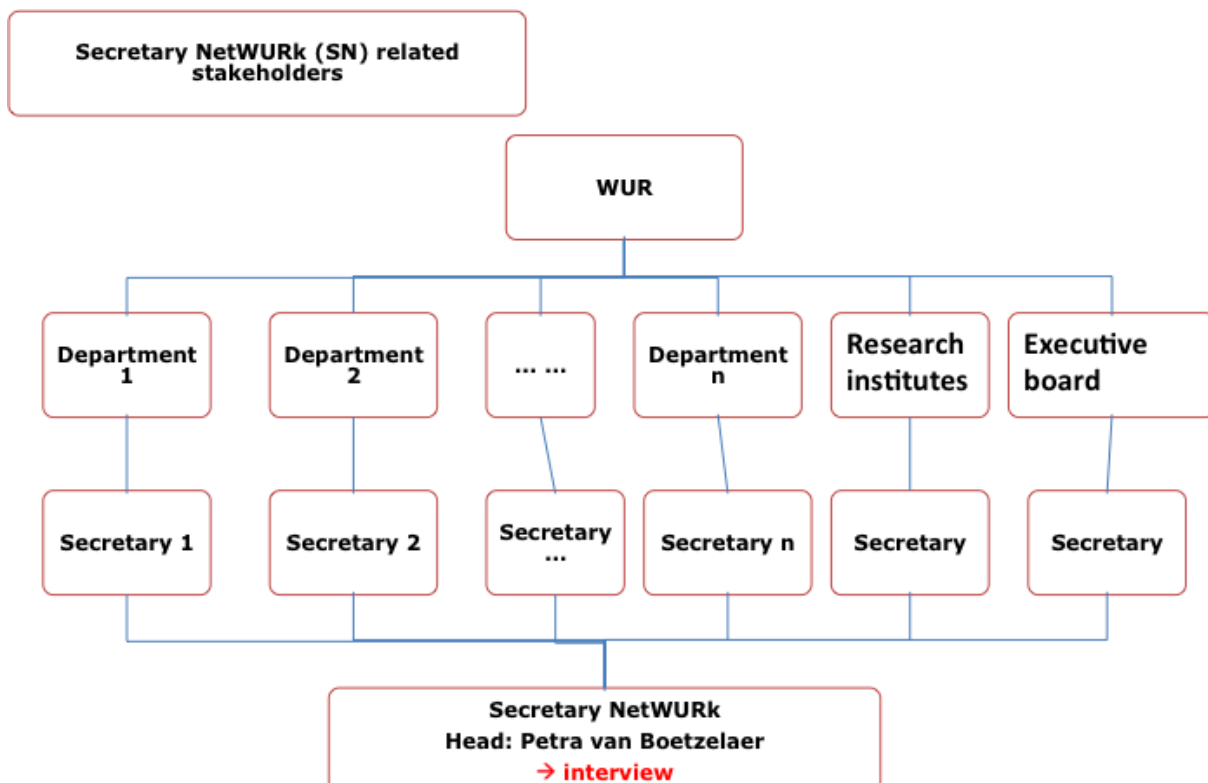 Secretary NetWURk (SN) related
stakeholders
WUR
Department
1
Department
2
... ...
Department
n
Research
institutes
Executive
board
Secretary 1
Secretary 2
Secretary
...
Secretary n
Secretary
Secretary
Secretary NetWURk
Head: Petra van Boetzelaer
→ interview